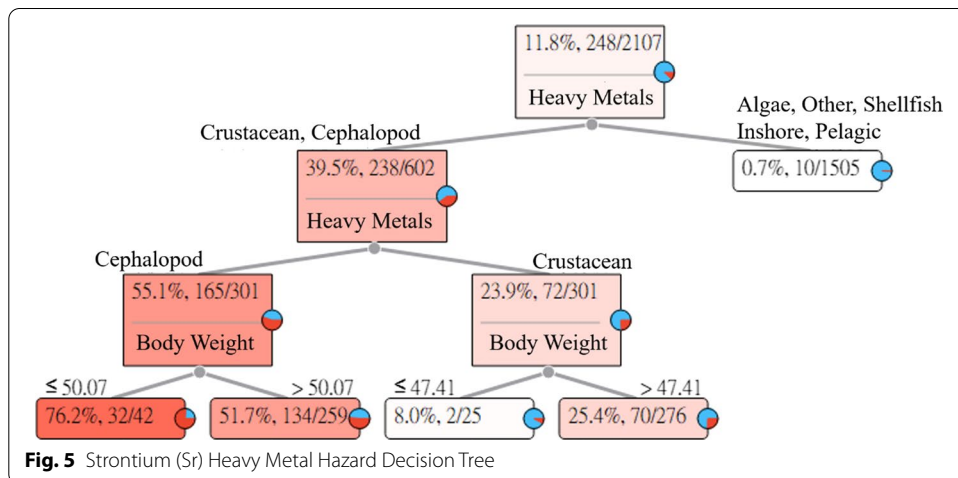 11.8%, 248/2107
Heavy Metals
Algae, Other, Shellfish
Inshore, Pelagic
Crustacean, Cephalopod
39.5%, 238/602
Heavy Metals
0.7%, 10/1505
Cephalopod
55.1%, 165/301
Body Weight
Crustacean
23.9%, 72/301
Body Weight
≤ 50.07
> 50.07
≤ 47.41
> 47.41
76.2%, 32/42
51.7%, 134/259
8.0%, 2/25
25.4%, 70/276
Fig. 5 Strontium (Sr) Heavy Metal Hazard Decision Tree